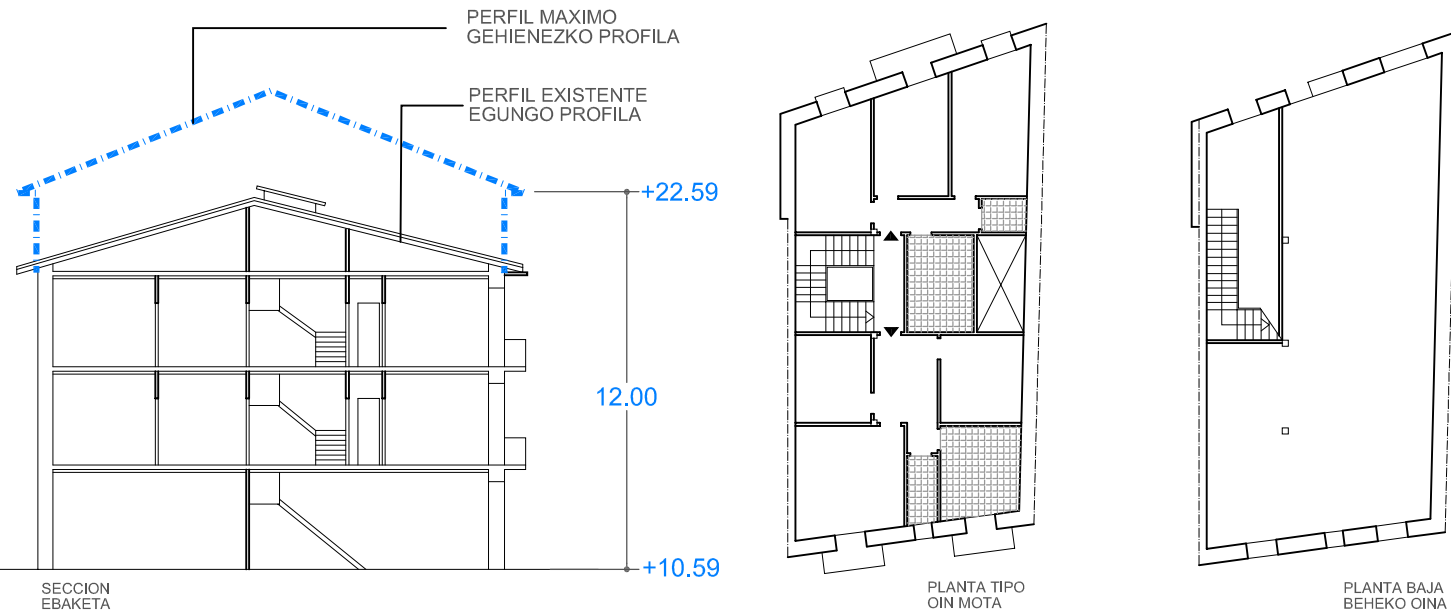 PERFIL MAXIMO
GEHIENEZKO PROFILA
PERFIL EXISTENTE
EGUNGO PROFILA
+22.59
12.00
+10.59
SECCION
EBAKETA
PLANTA TIPO
OIN MOTA
PLANTA BAJA
BEHEKO OINA